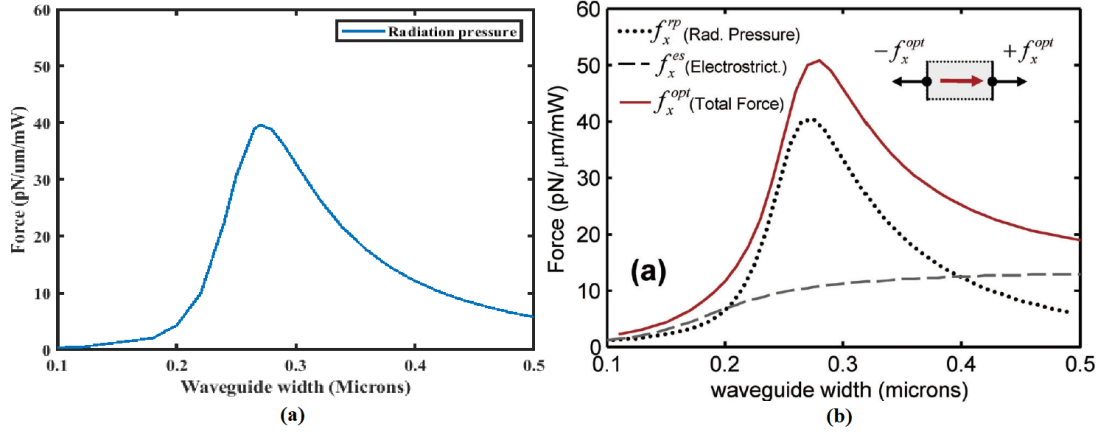 60
50
40
30
20
10
0
Force (pN/um/mW)
Radiation pressure
0.1 0.2 0.3 0.4 0.5
Waveguide width (Microns)
(a)
60
50
40
30
20
10
0
Force (pN/μm/mW)
f_x^{rp} (Rad. Pressure)
f_x^{es} (Electrostrict.)
f_x^{opt} (Total Force)
−f_x^{opt} +f_x^{opt}
(a)
0.1 0.2 0.3 0.4 0.5
waveguide width (microns)
(b)